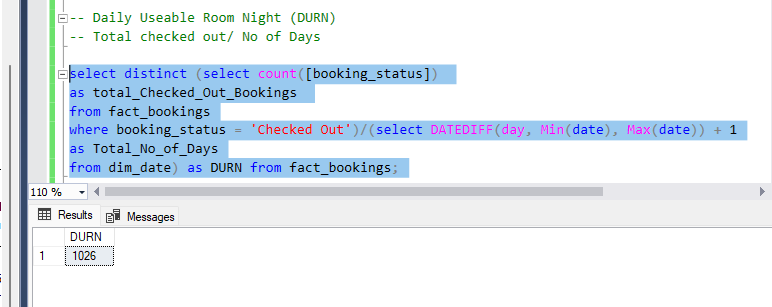 -- Daily Useable Room Night (DURN)
-- Total checked out/ No of Days
select distinct (select count([booking_status])
as total_Checked_Out_Bookings
from fact_bookings
where booking_status = 'Checked Out')/(select DATEDIFF(day, Min(date), Max(date)) + 1
as Total_No_of_Days
from dim_date) as DURN from fact_bookings;
110 %
Results Messages
DURN
1 1026